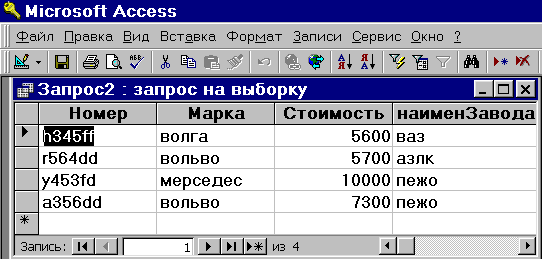 Microsoft Access
Файл Правка Вид Вставка Формат Записи Сервис Окно ?
Запрос2 : запрос на выборку
Номер Марка Стоимость наименЗавода
h345ff волга 5600 ваз
r564dd вольво 5700 азлк
y453fd мерседес 10000 пежо
a356dd вольво 7300 пежо
Запись: 1 из 4